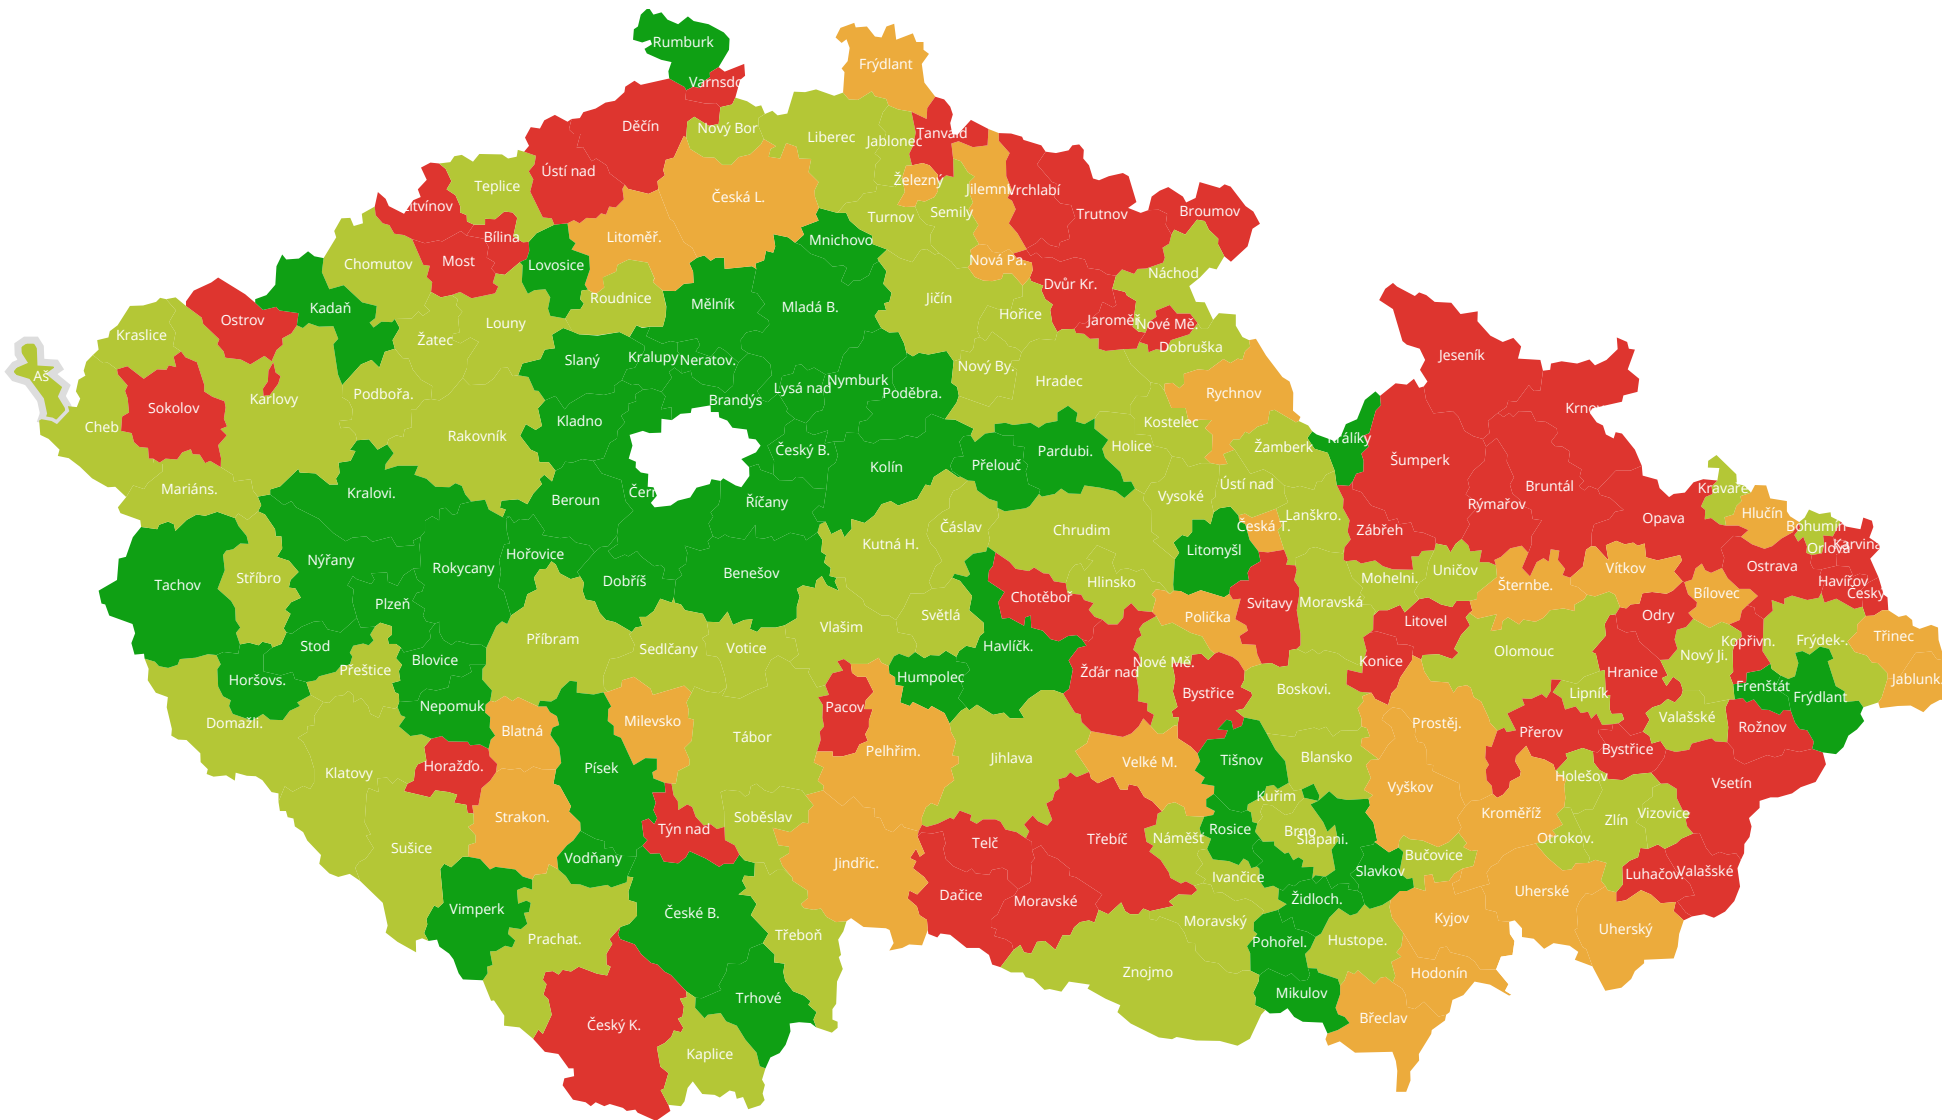 Rumburk
Frýdlant
Varnsdo
Děčín
Nový Bor
Liberec
Jablonec
Tanvald
Ústí nad
Teplice
Železný
Jilemni
Vrchlabí
Česká L.
Litvínov
Turnov
Semily
Trutnov
Broumov
Bílina
Litoměř.
Mnichovo
Chomutov
Most
Lovosice
Nová Pa.
Náchod
Roudnice
Jičín
Dvůr Kr.
Kadaň
Mělník
Mladá B.
Hořice
Ostrov
Louny
Jaroměř
Nové Mě.
Kraslice
Žatec
Dobruška
Slaný
Kralupy
Neratov.
Jeseník
Aš
Nový By.
Hradec
Nymburk
Lysá nad
Poděbra.
Podbořa.
Rychnov
Karlovy
Brandýs
Sokolov
Krnov
Cheb
Kladno
Kostelec
Rakovník
Králíky
Holice
Žamberk
Český B.
Pardubi.
Přelouč
Kolín
Šumperk
Mariáns.
Kralovi.
Beroun
Čern
Říčany
Vysoké
Ústí nad
Bruntál
Kravaře
Rýmařov
Lanškro.
Hlučín
Opava
Čáslav
Chrudim
Česká T.
Zábřeh
Bohumín
Kutná H.
Litomyšl
Orlová
Karviná
Hořovice
Nýřany
Rokycany
Stříbro
Tachov
Dobříš
Benešov
Hlinsko
Mohelni.
Uničov
Vítkov
Ostrava
Havířov
Šternbe.
Český
Bílovec
Chotěboř
Plzeň
Svitavy
Moravská
Světlá
Polička
Odry
Vlašim
Litovel
Příbram
Třinec
Stod
Havlíčk.
Sedlčany
Votice
Kopřivn.
Frýdek-.
Olomouc
Nový Ji.
Blovice
Nové Mě.
Konice
Přeštice
Žďár nad
Hranice
Horšovs.
Humpolec
Jablunk.
Frenštát
Boskovi.
Bystřice
Lipník
Frýdlant
Nepomuk
Pacov
Domažli.
Milevsko
Valašské
Prostěj.
Blatná
Rožnov
Přerov
Tábor
Bystřice
Pelhřim.
Jihlava
Blansko
Tišnov
Velké M.
Horažďo.
Písek
Klatovy
Holešov
Vsetín
Vyškov
Kuřim
Kroměříž
Vizovice
Strakon.
Soběslav
Zlín
Týn nad
Rosice
Brno
Otrokov.
Náměšť
Třebíč
Šlapani.
Telč
Sušice
Bučovice
Vodňany
Jindřic.
Slavkov
Valašské
Luhačov.
Ivančice
Uherské
Dačice
Židloch.
Moravské
Vimperk
České B.
Kyjov
Moravský
Uherský
Třeboň
Prachat.
Hustope.
Pohořel.
Znojmo
Hodonín
Mikulov
Trhové
Břeclav
Český K.
Kaplice